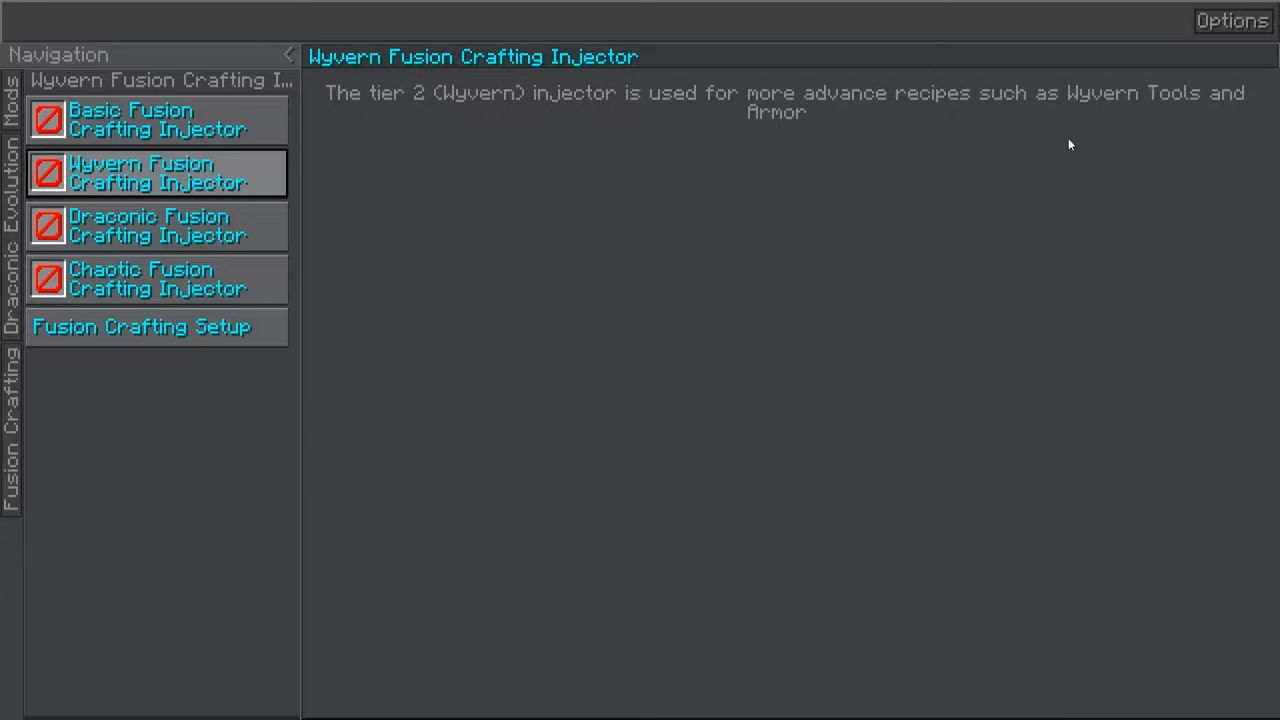 Options
Navigation
Wyvern Fusion Crafting I...
Basic Fusion
Crafting Injector
Wyvern Fusion
Crafting Injector
Draconic Fusion
Crafting Injector
Chaotic Fusion
Crafting Injector
Fusion Crafting Setup
Mods
Draconic Evolution
Fusion Crafting
Wyvern Fusion Crafting Injector
The tier 2 (Wyvern) injector is used for more advance recipes such as Wyvern Tools and
Armor